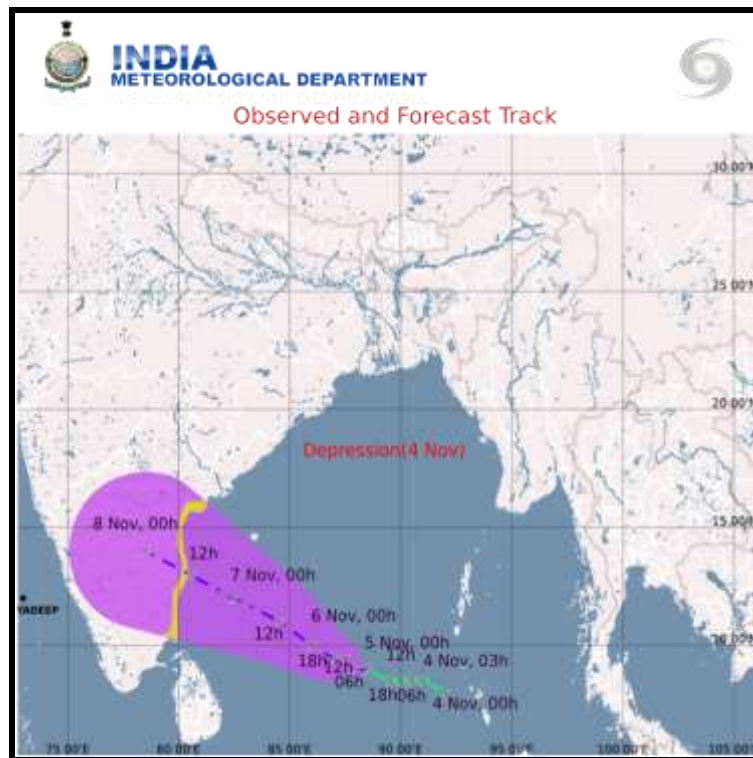 INDIA
METEOROLOGICAL DEPARTMENT
Observed and Forecast Track
30 00'N
25 00'N
20 00'N
Depression(4 Nov)
15 00'N
8 Nov, 00h
12h
7 Nov, 00h
6 Nov, 00h
YADEEP
12h
5 Nov, 00h
12h
18h
12h
4 Nov, 03h
06h
18h
06h
4 Nov, 00h
75 00'E
80 00'E
85 00'E
90 00'E
95 00'E
100 00'E